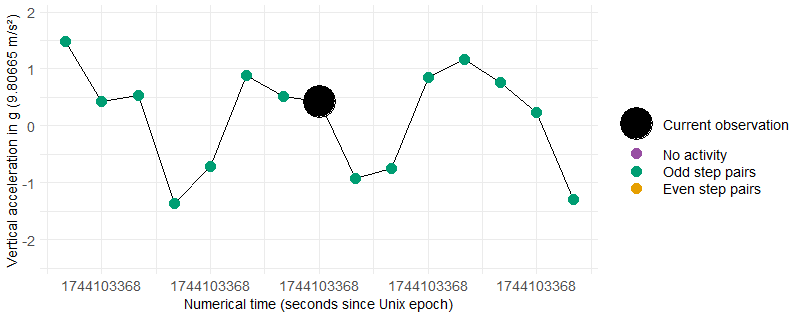 Vertical acceleration in g (9.80665 m/s²)
2
1
0
-1
-2
1744103368 1744103368 1744103368 1744103368 1744103368
Numerical time (seconds since Unix epoch)
Current observation
No activity
Odd step pairs
Even step pairs